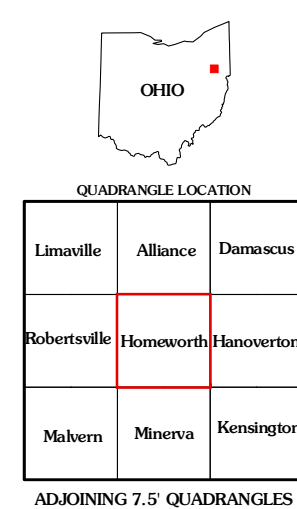 OHIO
QUADRANGLE LOCATION
Limaville Alliance Damascus
Robertsville Homeworth Hanoverton
Malvern Minerva Kensington
ADJOINING 7.5' QUADRANGLES